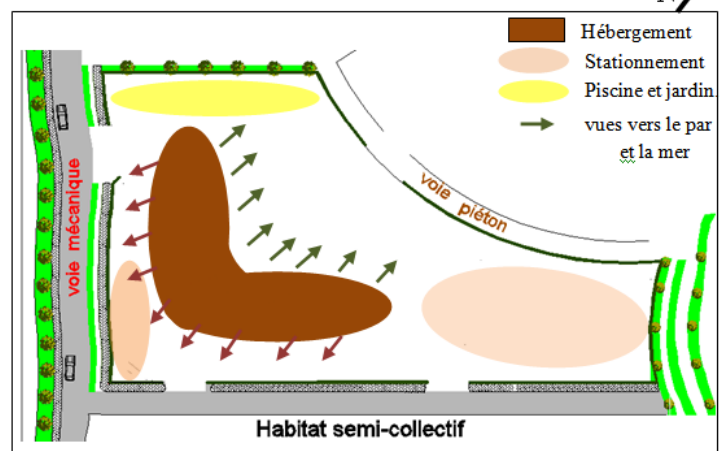 N
Hébergement
Stationnement
Piscine et jardin
vues vers le par
et la mer
voie mécanique
voie piéton
Habitat semi-collectif